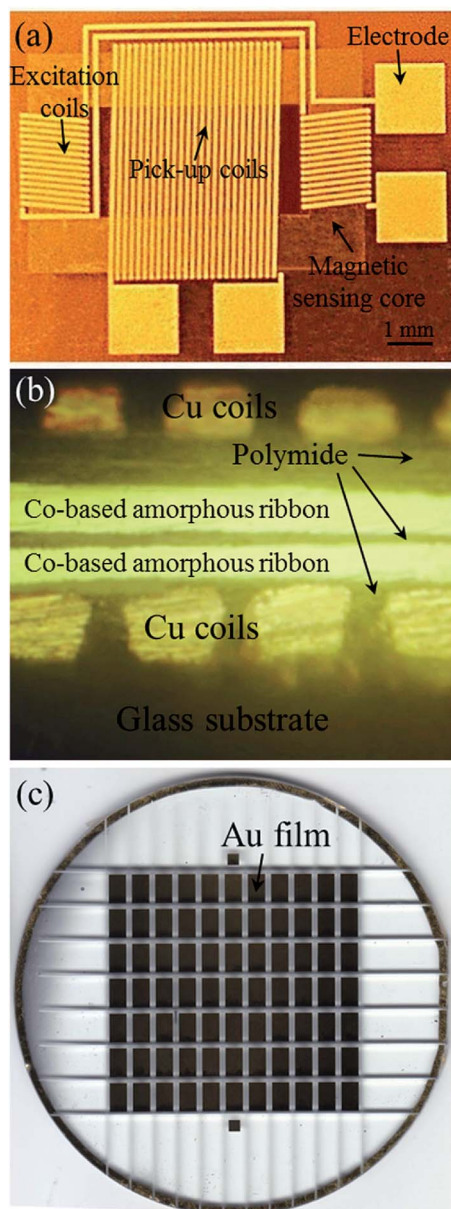 (a)
Electrode
Excitation
coils
Pick-up coils
Magnetic
sensing core
1 mm
(b)
Cu coils
Polymide
Co-based amorphous ribbon
Co-based amorphous ribbon
Cu coils
Glass substrate
(c)
Au film